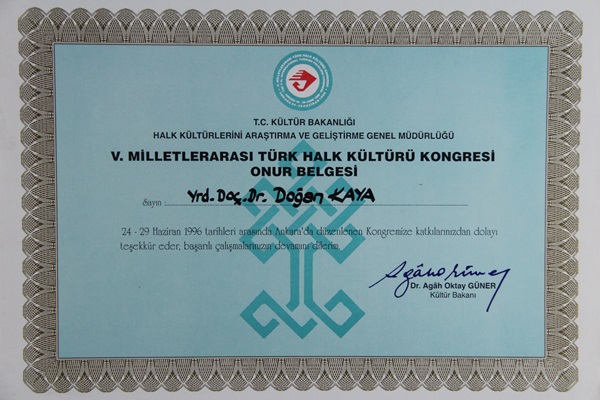 T.C. KÜLTÜR BAKANLIĞI
HALK KÜLTÜRLERİNİ ARAŞTIRMA VE GELİŞTİRME GENEL MÜDÜRLÜĞÜ
V. MİLLETLERARASI TÜRK HALK KÜLTÜRÜ KONGRESİ
ONUR BELGESİ
Sayın : Yrd. Doç. Dr. Doğan KAYA
24 - 29 Haziran 1996 tarihleri arasında Ankara'da düzenlenen Kongremize katkılarınızdan dolayı
teşekkür eder, başarılı çalışmalarınızın devamını dilerim.
Dr. Agâh Oktay GÜNER
Kültür Bakanı